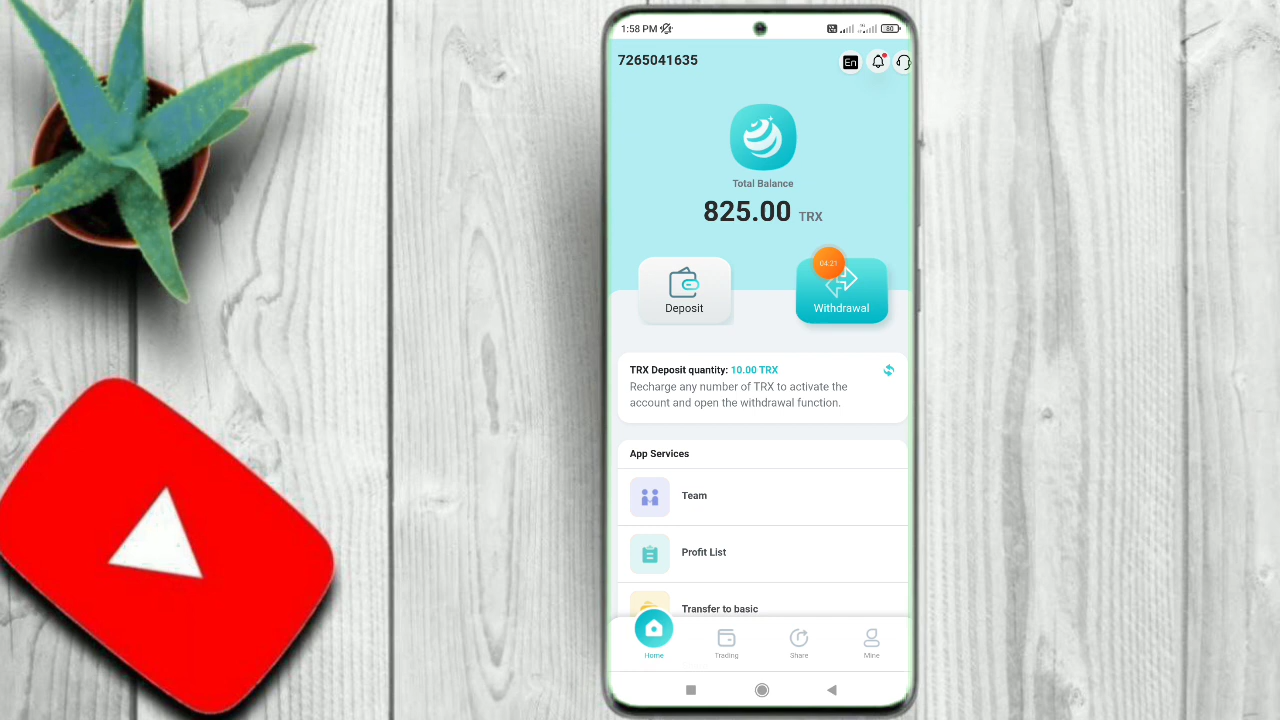 1:58 PM
80
7265041635
En
Total Balance
825.00 TRX
04:21
Deposit
Withdrawal
TRX Deposit quantity: 10.00 TRX
Recharge any number of TRX to activate the
account and open the withdrawal function.
App Services
Team
Profit List
Transfer to basic
Home
Trading
Share
Mine